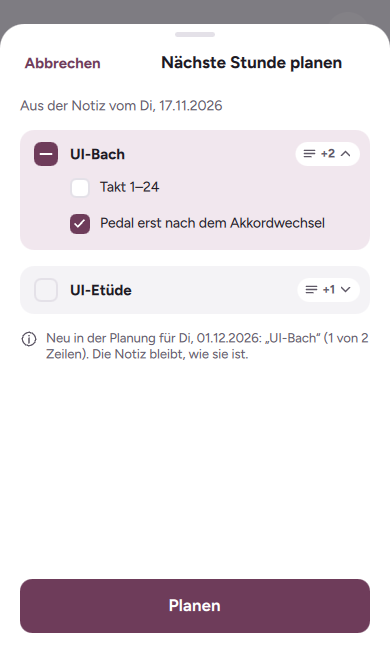 Abbrechen
Nächste Stunde planen
Aus der Notiz vom Di, 17.11.2026
UI-Bach
+2
Takt 1–24
Pedal erst nach dem Akkordwechsel
UI-Etüde
+1
Neu in der Planung für Di, 01.12.2026: „UI-Bach“ (1 von 2
Zeilen). Die Notiz bleibt, wie sie ist.
Planen